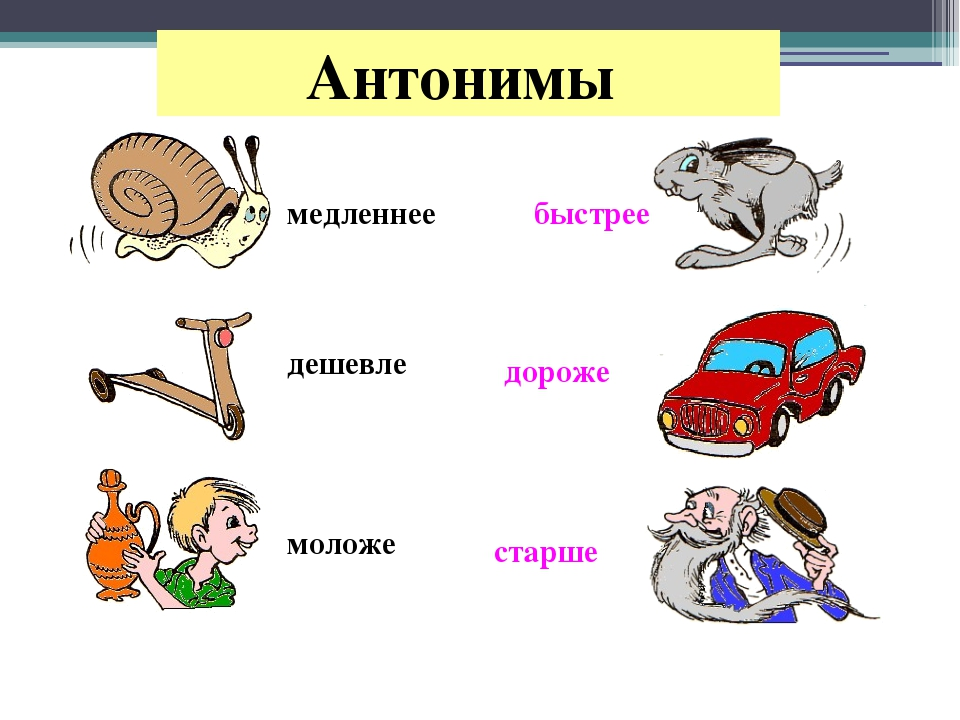 Антонимы
медленнее быстрее
дешевле дороже
моложе старше